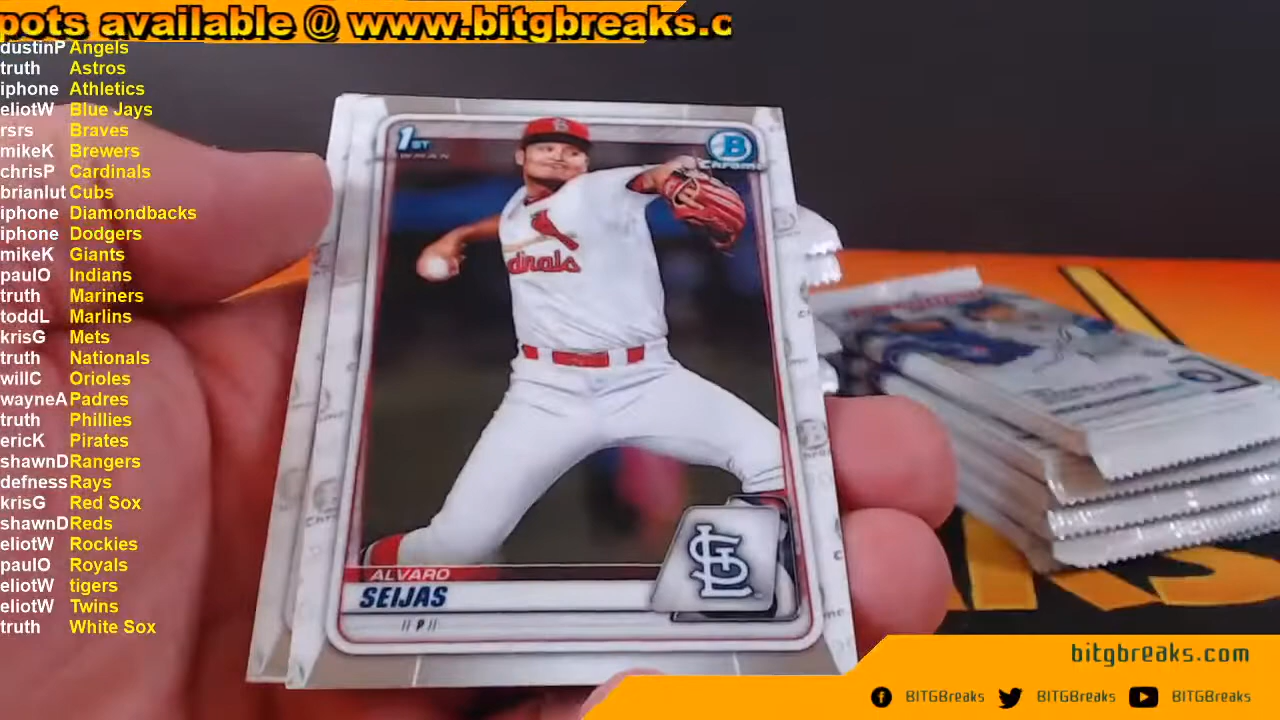 pots available @ www.bitgbreaks.c
dustinP Angels
truth Astros
iphone Athletics
eliotW Blue Jays
rsrs Braves
mikeK Brewers
chrisP Cardinals
brianlut Cubs
iphone Diamondbacks
iphone Dodgers
mikeK Giants
paulO Indians
truth Mariners
toddL Marlins
krisG Mets
truth Nationals
willC Orioles
wayneA Padres
truth Phillies
ericK Pirates
shawnD Rangers
defness Rays
krisG Red Sox
shawnD Reds
eliotW Rockies
paulO Royals
eliotW tigers
eliotW Twins
truth White Sox
1ST
B
Chrome
dinals
STL
ALVARO
SEIJAS
// P //
bitgbreaks.com
BITGBreaks BITGBreaks BITGBreaks